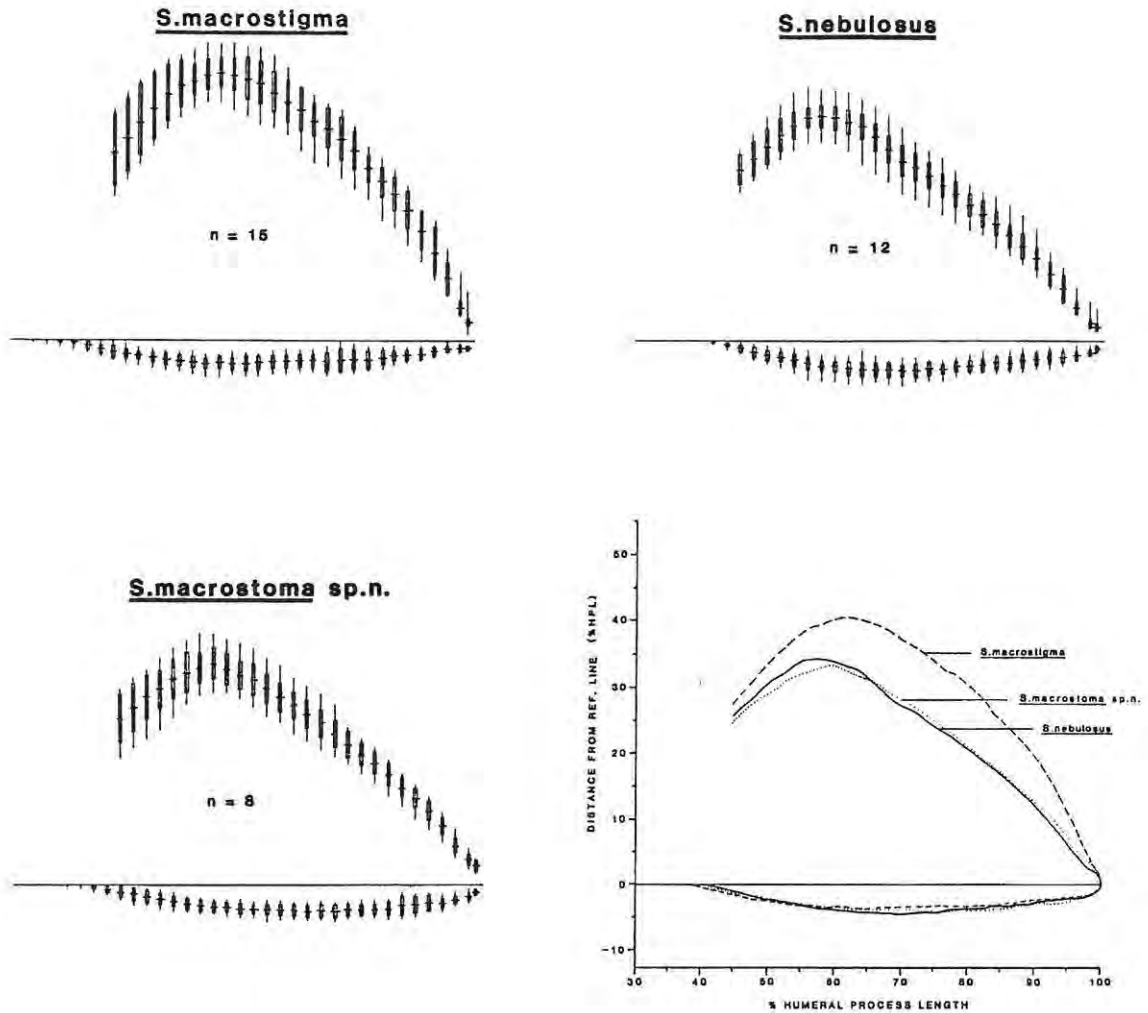 S.macrostigma
n = 15
S.nebulosus
n = 12
S.macrostoma sp.n.
n = 8
DISTANCE FROM REF. LINE (%HPL)
50
40
30
20
10
0
-10
S.macrostigma
S.macrostoma sp.n.
S.nebulosus
30 40 50 60 70 80 90 100
% HUMERAL PROCESS LENGTH